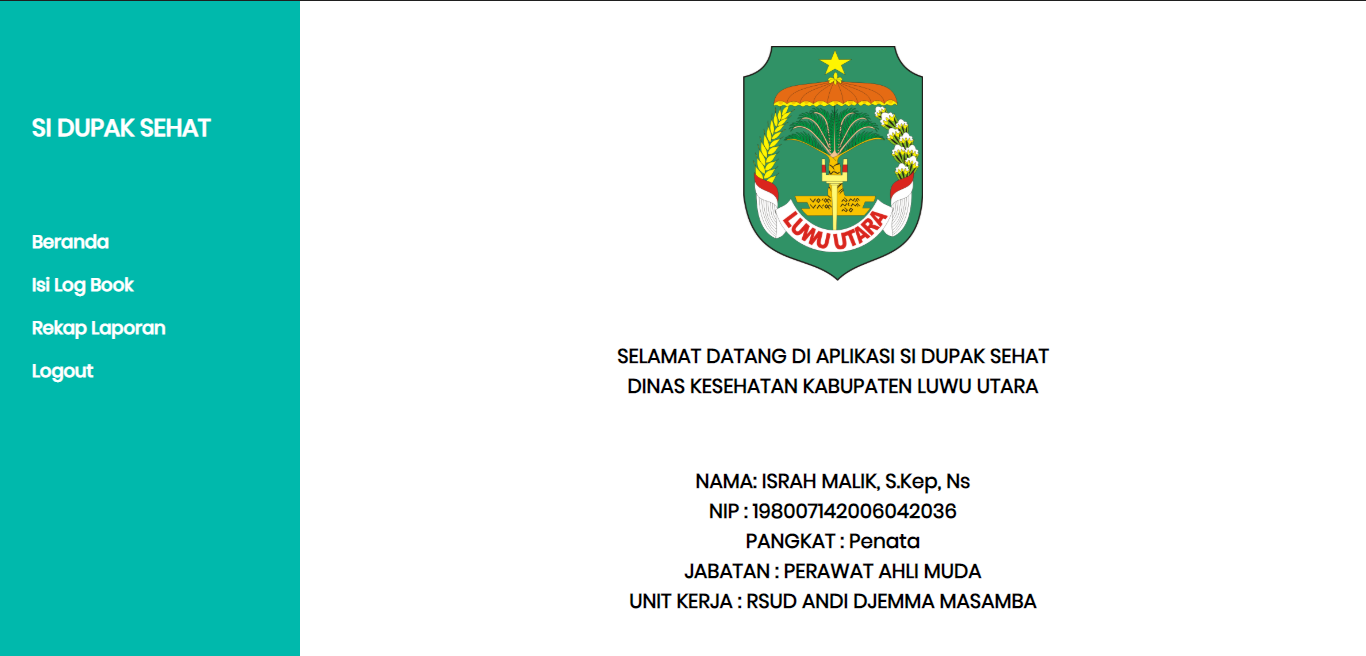 SI DUPAK SEHAT
Beranda
Isi Log Book
Rekap Laporan
Logout
LUWU UTARA
SELAMAT DATANG DI APLIKASI SI DUPAK SEHAT
DINAS KESEHATAN KABUPATEN LUWU UTARA
NAMA: ISRAH MALIK, S.Kep, Ns
NIP : 198007142006042036
PANGKAT : Penata
JABATAN : PERAWAT AHLI MUDA
UNIT KERJA : RSUD ANDI DJEMMA MASAMBA